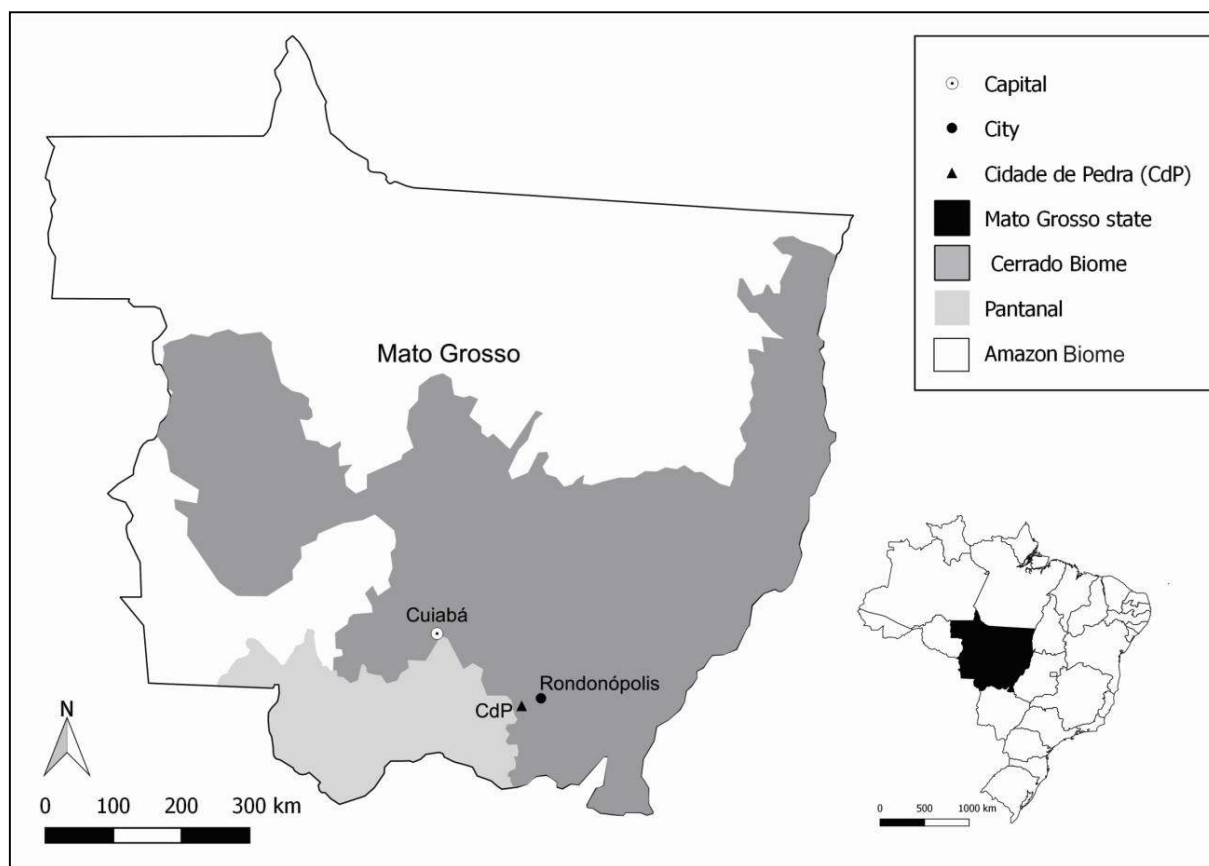 Capital
City
Cidade de Pedra (CdP)
Mato Grosso state
Cerrado Biome
Pantanal
Amazon Biome
Mato Grosso
Cuiabá
Rondonópolis
CdP
N
0 100 200 300 km
0 500 1000 km